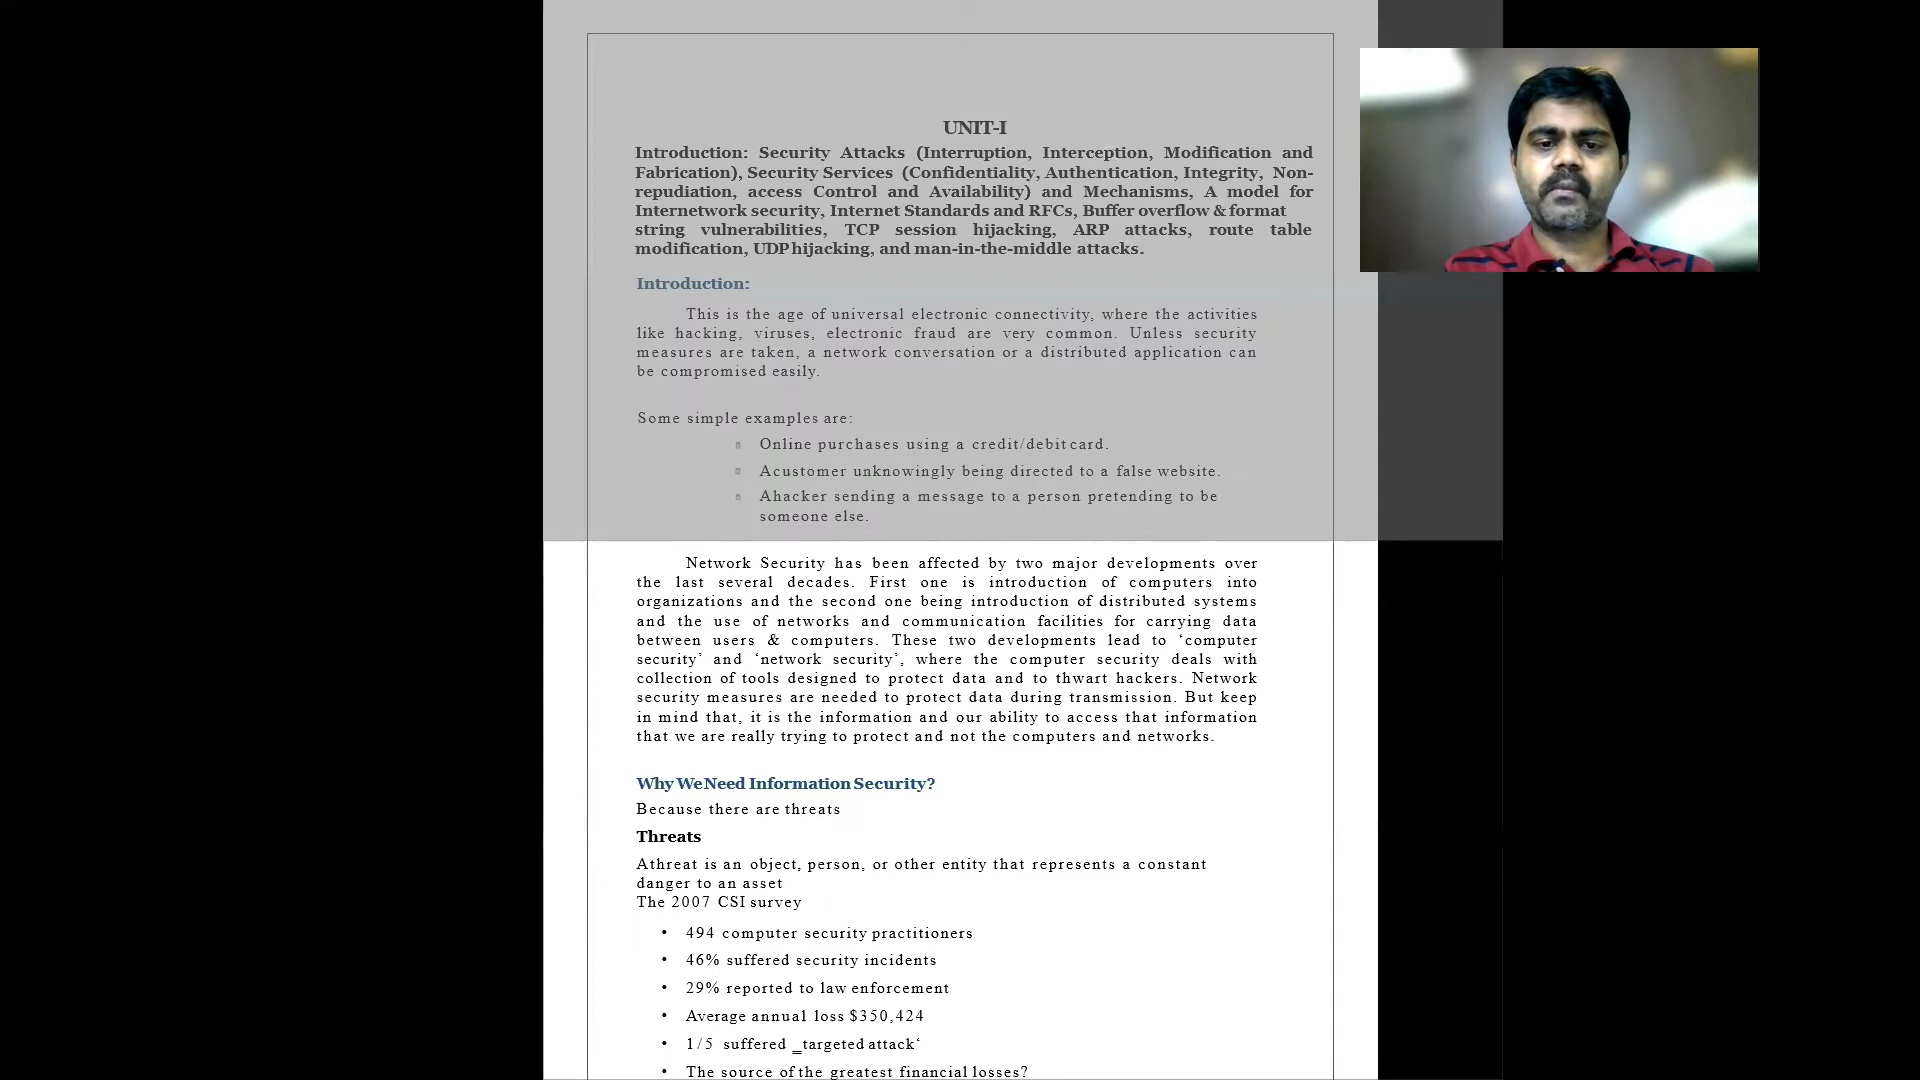 UNIT-I
Introduction: Security Attacks (Interruption, Interception, Modification and
Fabrication), Security Services (Confidentiality, Authentication, Integrity, Non-
repudiation, access Control and Availability) and Mechanisms, A model for
Internetwork security, Internet Standards and RFCs, Buffer overflow & format
string vulnerabilities, TCP session hijacking, ARP attacks, route table
modification, UDP hijacking, and man-in-the-middle attacks.
Introduction:
This is the age of universal electronic connectivity, where the activities
like hacking, viruses, electronic fraud are very common. Unless security
measures are taken, a network conversation or a distributed application can
be compromised easily.
Some simple examples are:
Online purchases using a credit/debit card.
Acustomer unknowingly being directed to a false website.
Ahacker sending a message to a person pretending to be
someone else.
Network Security has been affected by two major developments over
the last several decades. First one is introduction of computers into
organizations and the second one being introduction of distributed systems
and the use of networks and communication facilities for carrying data
between users & computers. These two developments lead to ‘computer
security’ and ‘network security’, where the computer security deals with
collection of tools designed to protect data and to thwart hackers. Network
security measures are needed to protect data during transmission. But keep
in mind that, it is the information and our ability to access that information
that we are really trying to protect and not the computers and networks.
Why We Need Information Security?
Because there are threats
Threats
Athreat is an object, person, or other entity that represents a constant
danger to an asset
The 2007 CSI survey
• 494 computer security practitioners
• 46% suffered security incidents
• 29% reported to law enforcement
• Average annual loss $350,424
• 1/5 suffered ‗targeted attack‘
• The source of the greatest financial losses?